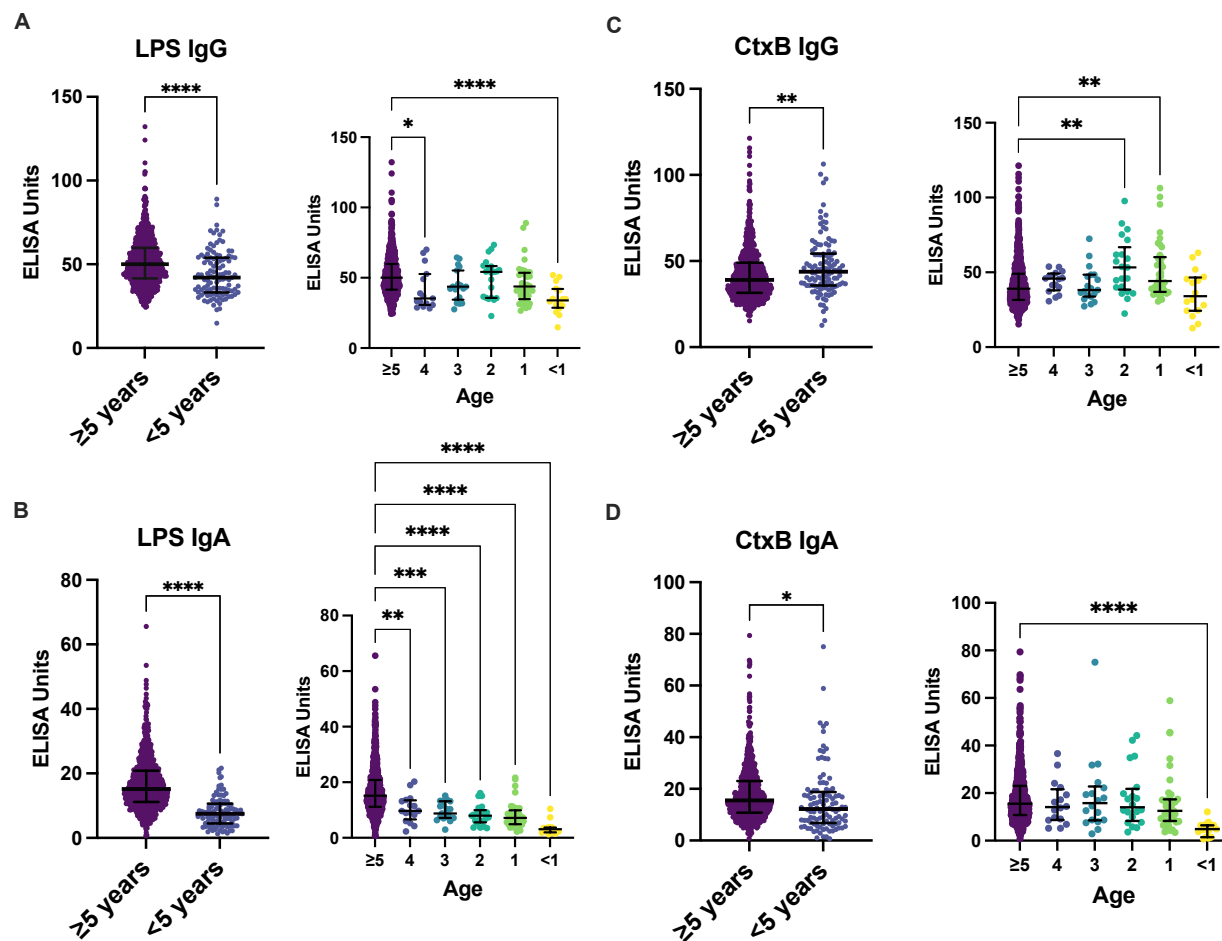 A
LPS IgG
ELISA Units
150
100
50
0
****
≥5 years
<5 years
ELISA Units
150
100
50
0
*
****
≥5
4
3
2
1
<1
Age
B
LPS IgA
ELISA Units
80
60
40
20
0
****
≥5 years
<5 years
ELISA Units
80
60
40
20
0
**
***
****
****
****
≥5
4
3
2
1
<1
Age
C
CtxB IgG
ELISA Units
150
100
50
0
**
≥5 years
<5 years
ELISA Units
150
100
50
0
**
**
≥5
4
3
2
1
<1
Age
D
CtxB IgA
ELISA Units
100
80
60
40
20
0
*
≥5 years
<5 years
ELISA Units
100
80
60
40
20
0
****
≥5
4
3
2
1
<1
Age